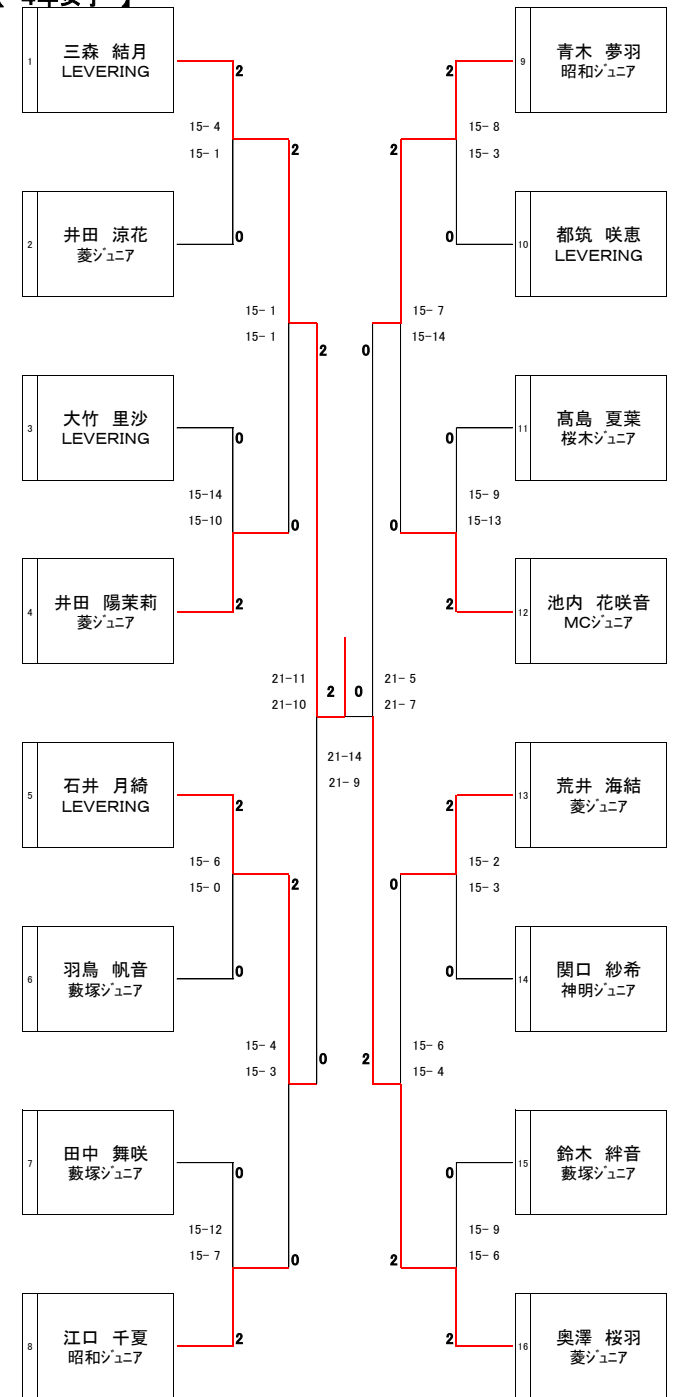 【 4年女子 】
1
三森 結月
LEVERING
2
15- 4
15- 1
2
2
井田 涼花
菱ジュニア
0
15- 1
15- 1
2
3
大竹 里沙
LEVERING
0
15-14
15-10
0
4
井田 陽茉莉
菱ジュニア
2
21-11
21-10
2
5
石井 月綺
LEVERING
2
15- 6
15- 0
2
6
羽鳥 帆音
藪塚ジュニア
0
15- 4
15- 3
0
7
田中 舞咲
藪塚ジュニア
0
15-12
15- 7
0
8
江口 千夏
昭和ジュニア
2
21-14
21- 9
9
青木 夢羽
昭和ジュニア
2
15- 8
15- 3
2
10
都筑 咲恵
LEVERING
0
15- 7
15-14
0
11
髙島 夏葉
桜木ジュニア
0
15- 9
15-13
0
12
池内 花咲音
MCジュニア
2
0
21- 5
21- 7
13
荒井 海結
菱ジュニア
2
15- 2
15- 3
0
14
関口 紗希
神明ジュニア
0
15- 6
15- 4
2
15
鈴木 絆音
藪塚ジュニア
0
15- 9
15- 6
2
16
奥澤 桜羽
菱ジュニア
2